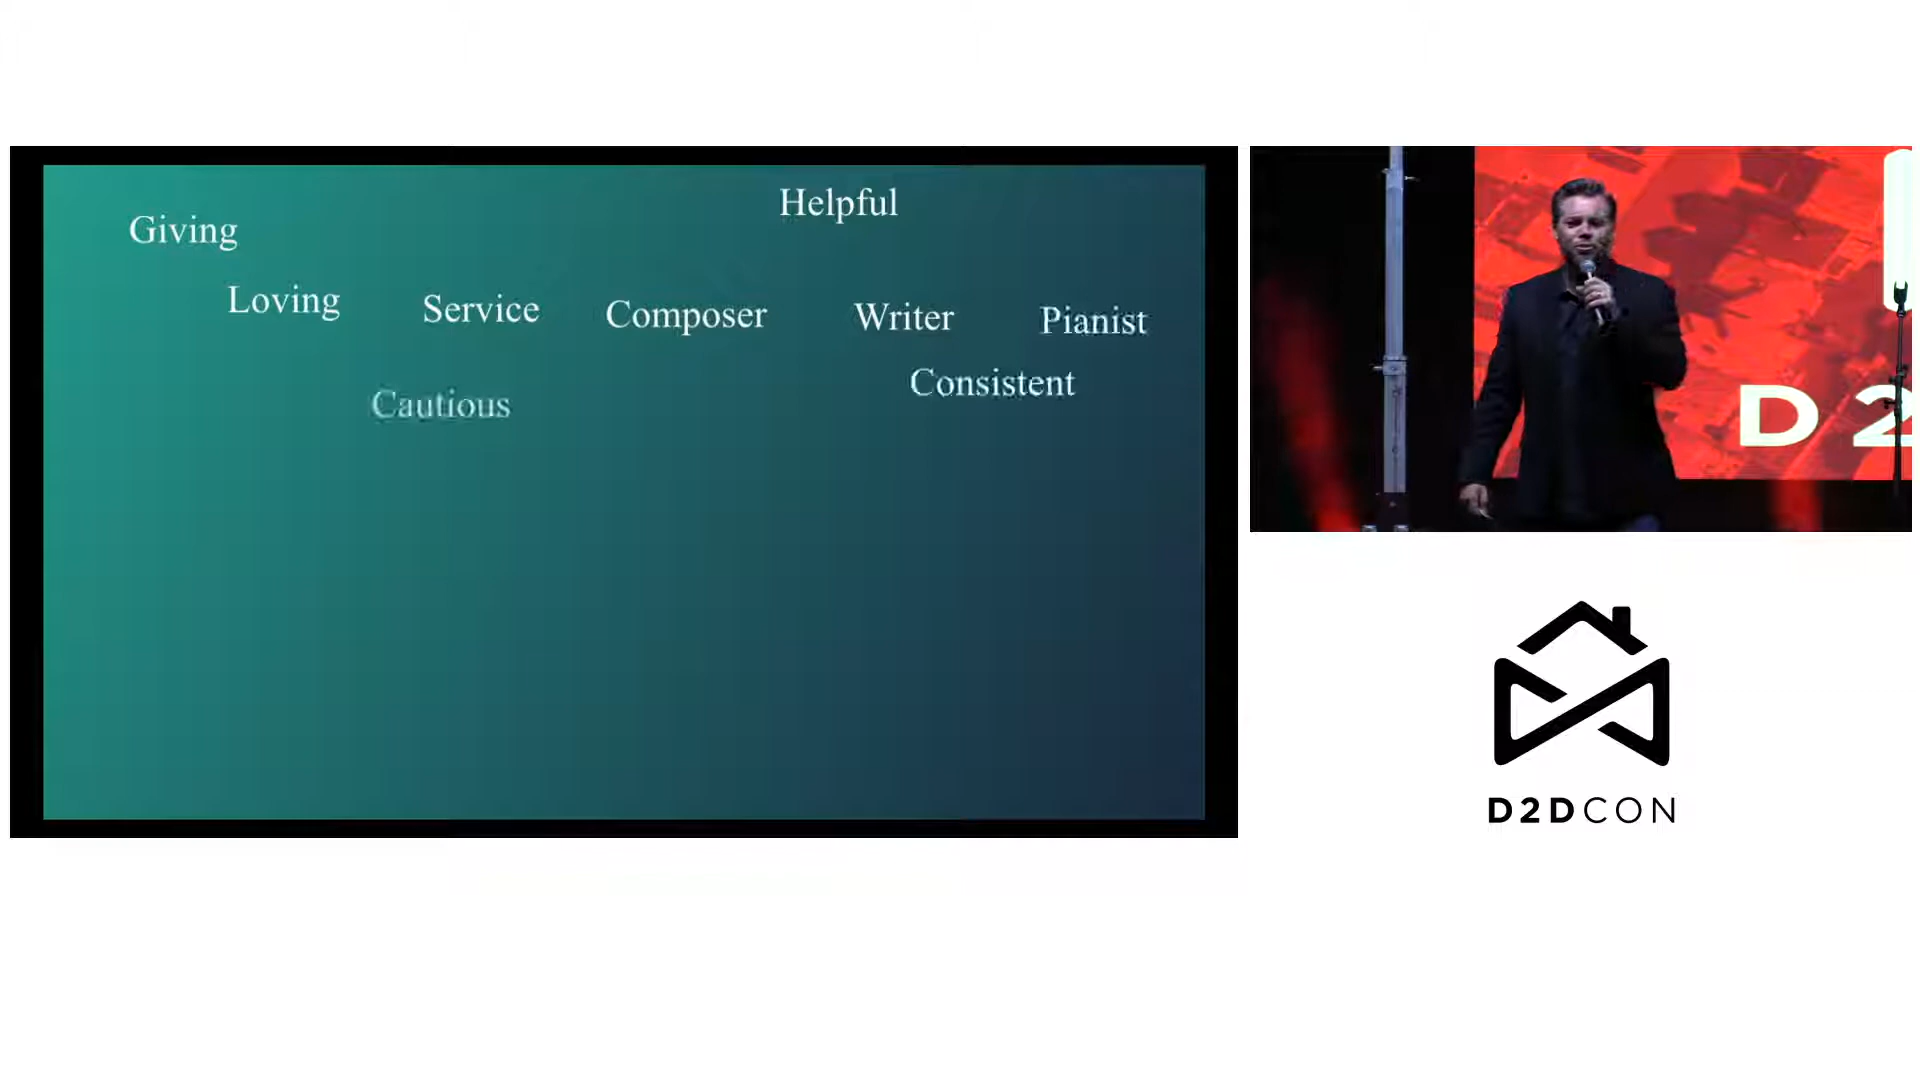 Helpful
Giving
Loving
Service
Composer
Writer
Pianist
Consistent
Cautious
D2
D2DCON